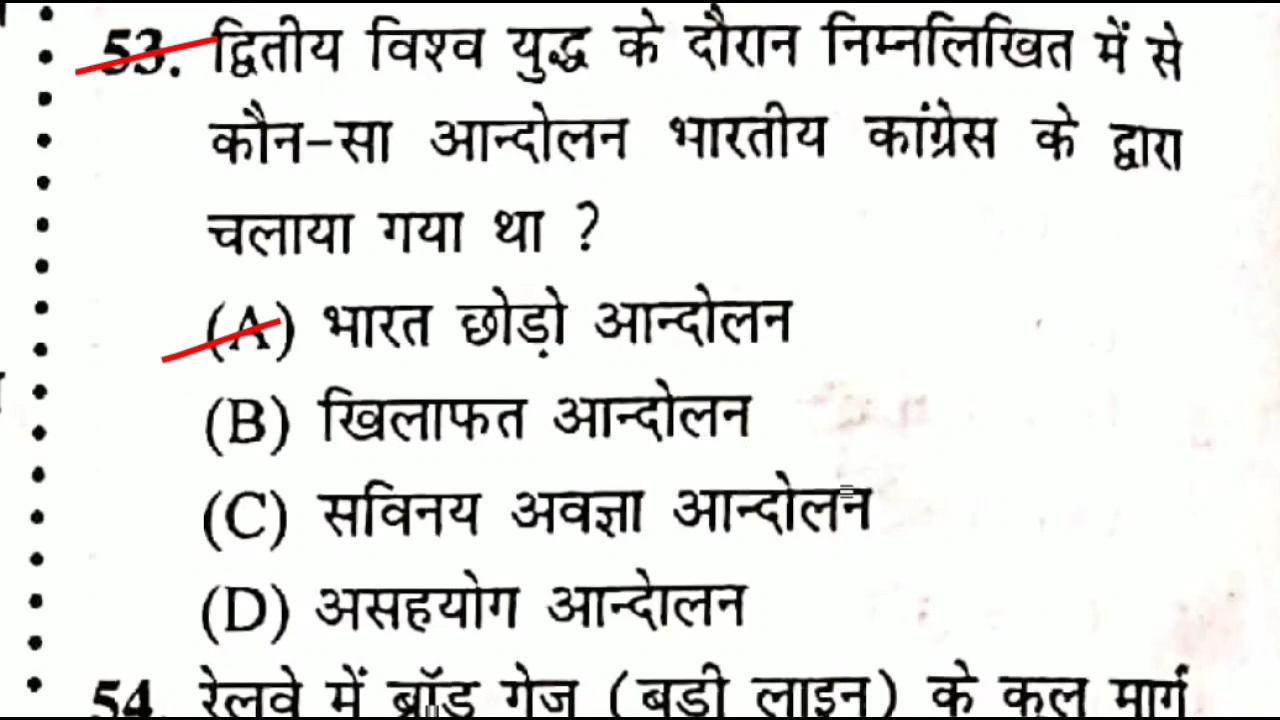 53. द्वितीय विश्व युद्ध के दौरान निम्नलिखित में से
कौन-सा आन्दोलन भारतीय कांग्रेस के द्वारा
चलाया गया था ?
(A) भारत छोड़ो आन्दोलन
(B) खिलाफत आन्दोलन
(C) सविनय अवज्ञा आन्दोलन
(D) असहयोग आन्दोलन
54. रेलवे में ब्रॉड गेज (बड़ी लाइन) के कुल मार्ग